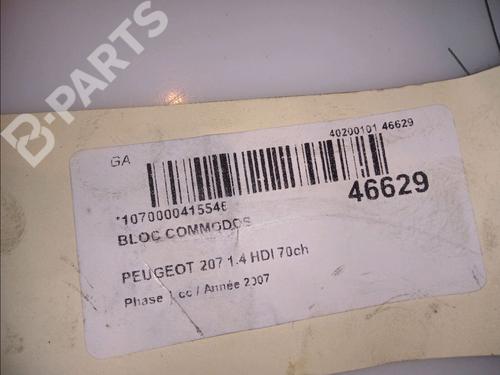 B-PARTS
GA
40200101 46629
*1070000415546
46629
BLOC COMMODOS
PEUGEOT 207 1.4 HDI 70ch
Phase 1 cc / Année 2007